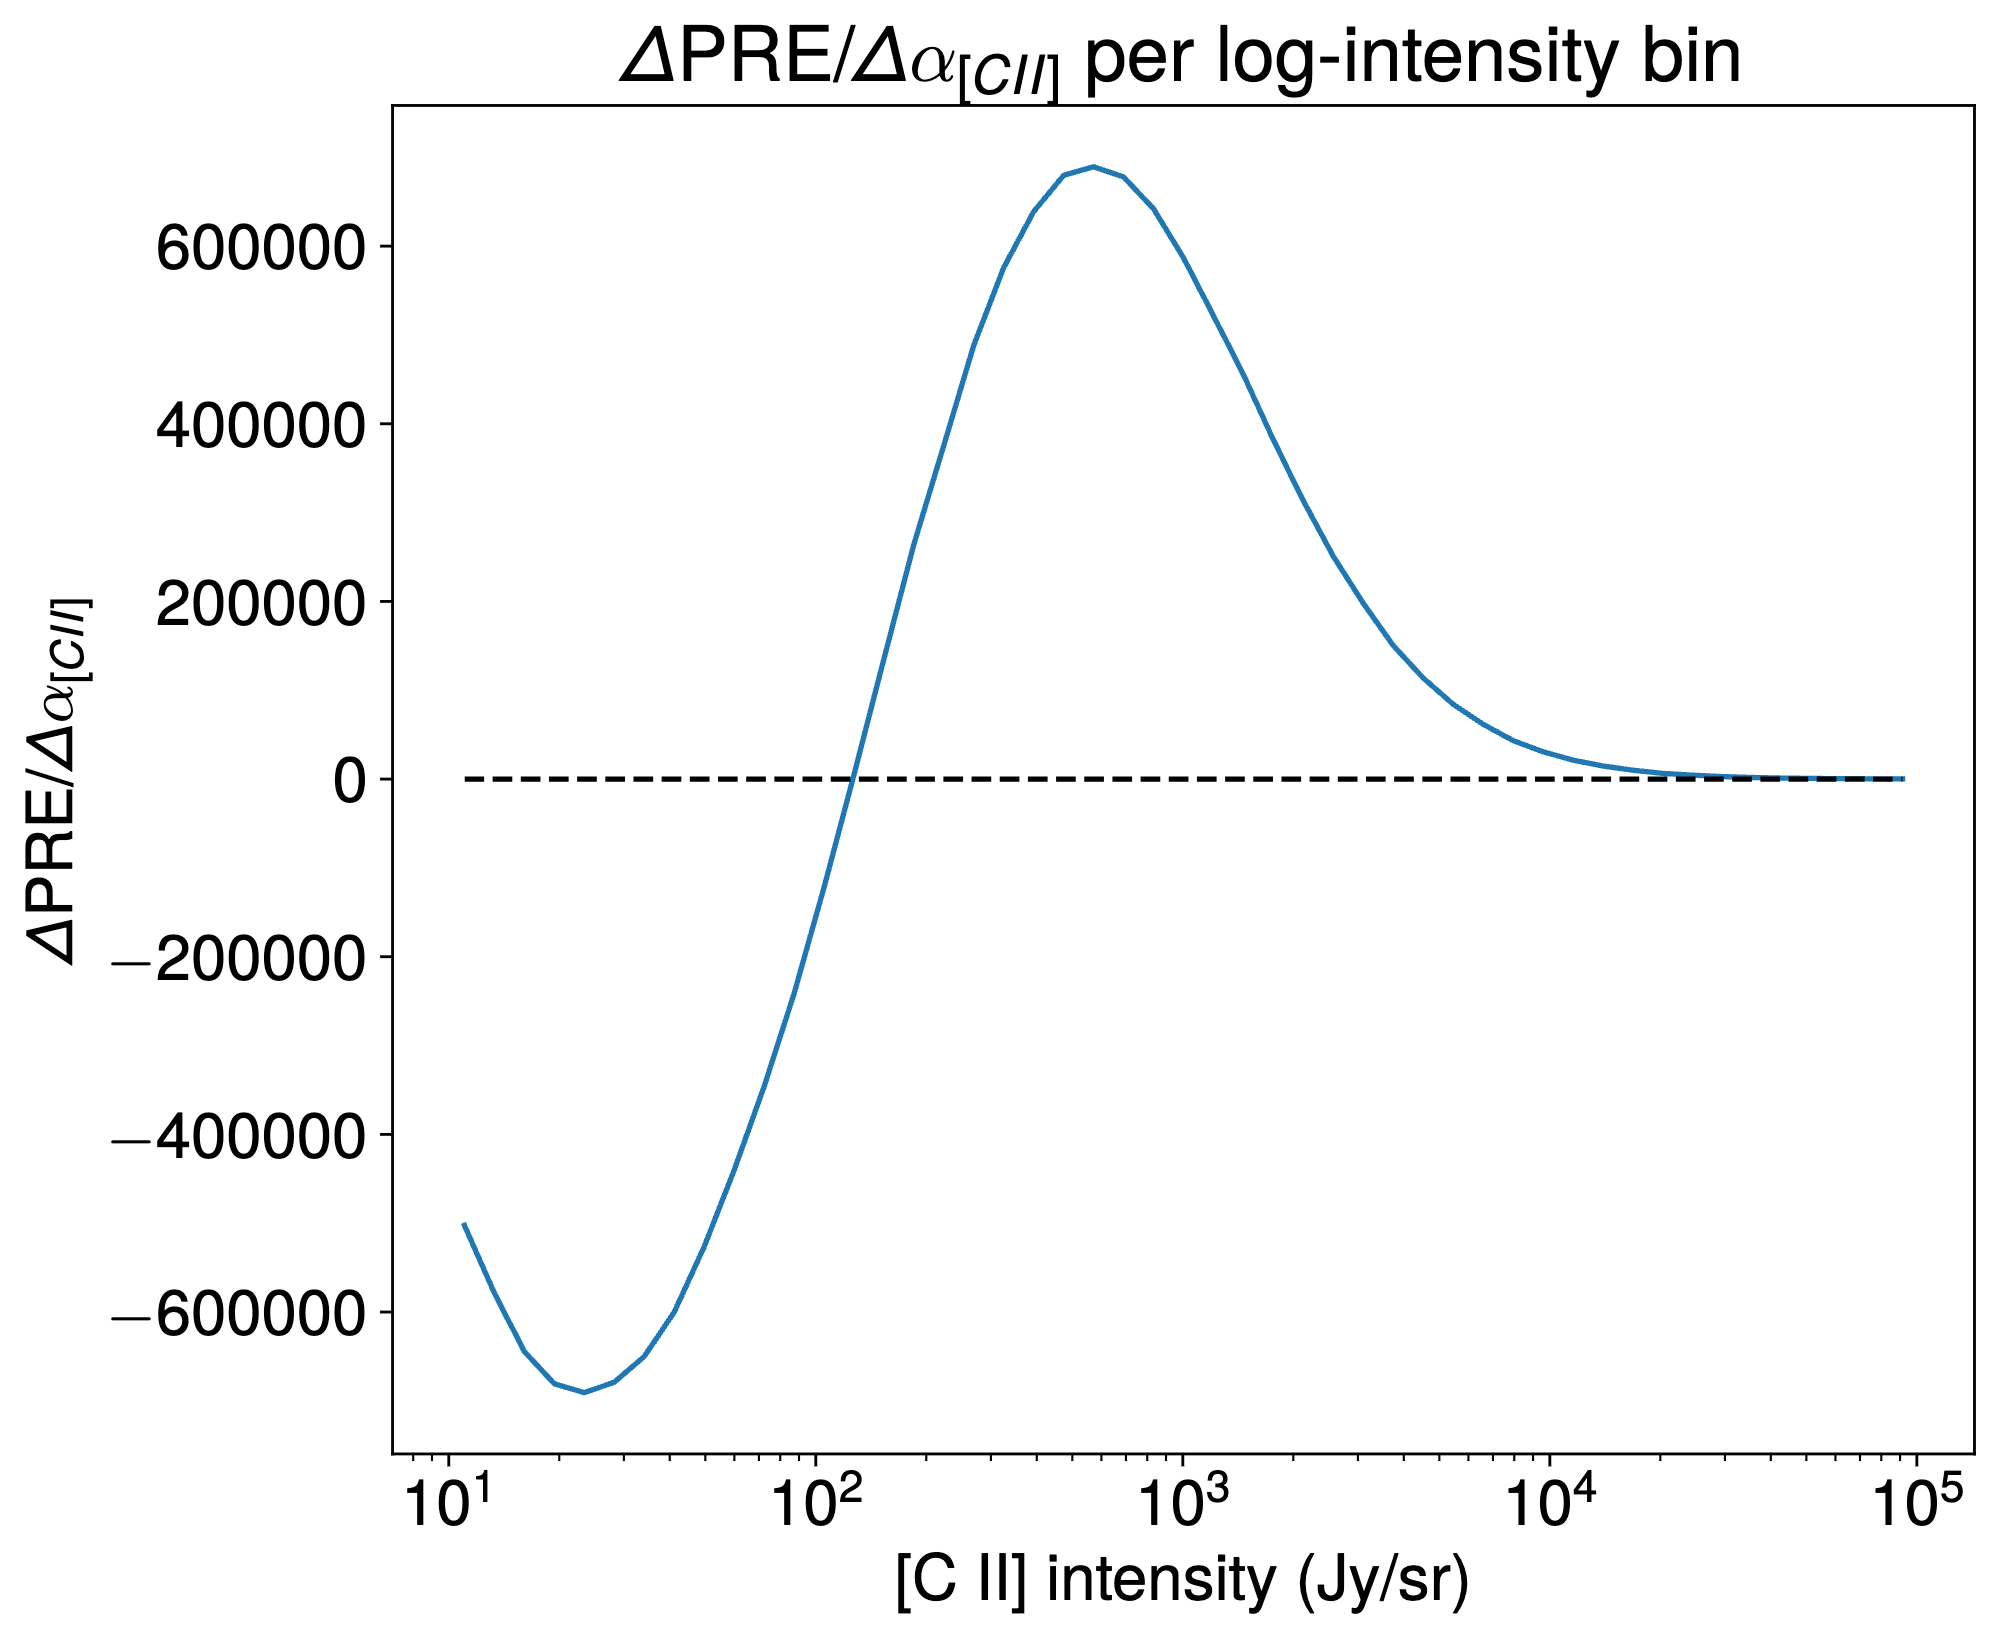 ΔPRE/Δα[CII] per log-intensity bin
ΔPRE/Δα[CII]
600000
400000
200000
0
−200000
−400000
−600000
10¹ 10² 10³ 10⁴ 10⁵
[C II] intensity (Jy/sr)